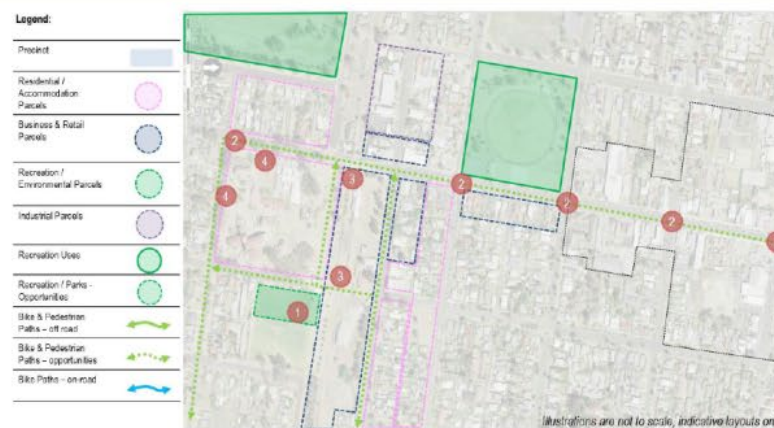 Legend:
Precinct
Residential /
Accommodation
Parcels
Business & Retail
Parcels
Recreation /
Environmental Parcels
Industrial Parcels
Recreation Uses
Recreation / Parks -
Opportunities
Bike & Pedestrian
Paths – off road
Bike & Pedestrian
Paths – opportunities
Bike Paths – on-road
2
4
3
4
2
2
2
3
1
Illustrations are not to scale, indicative layouts on